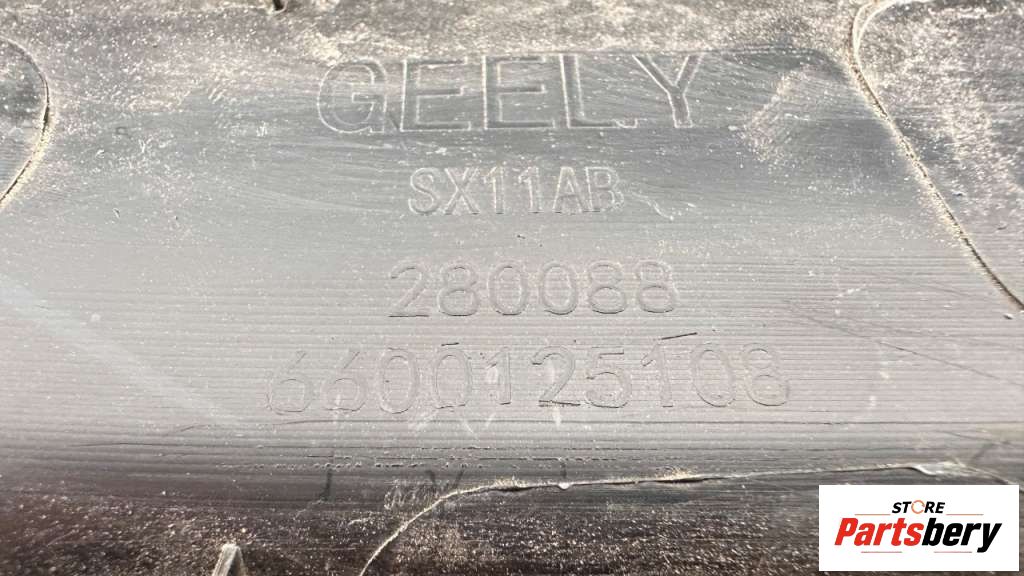 GEELY
SX11AB
280088
6600125108
STORE
Partsbery